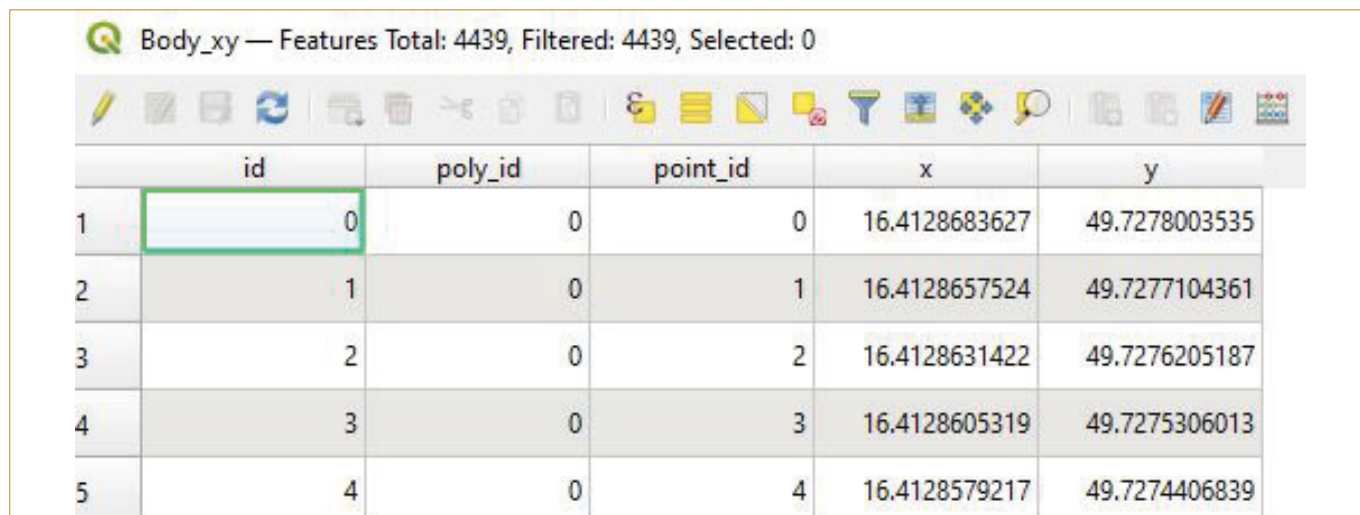 Body_xy — Features Total: 4439, Filtered: 4439, Selected: 0
id poly_id point_id x y
1 0 0 0 16.4128683627 49.7278003535
2 1 0 1 16.4128657524 49.7277104361
3 2 0 2 16.4128631422 49.7276205187
4 3 0 3 16.4128605319 49.7275306013
5 4 0 4 16.4128579217 49.7274406839